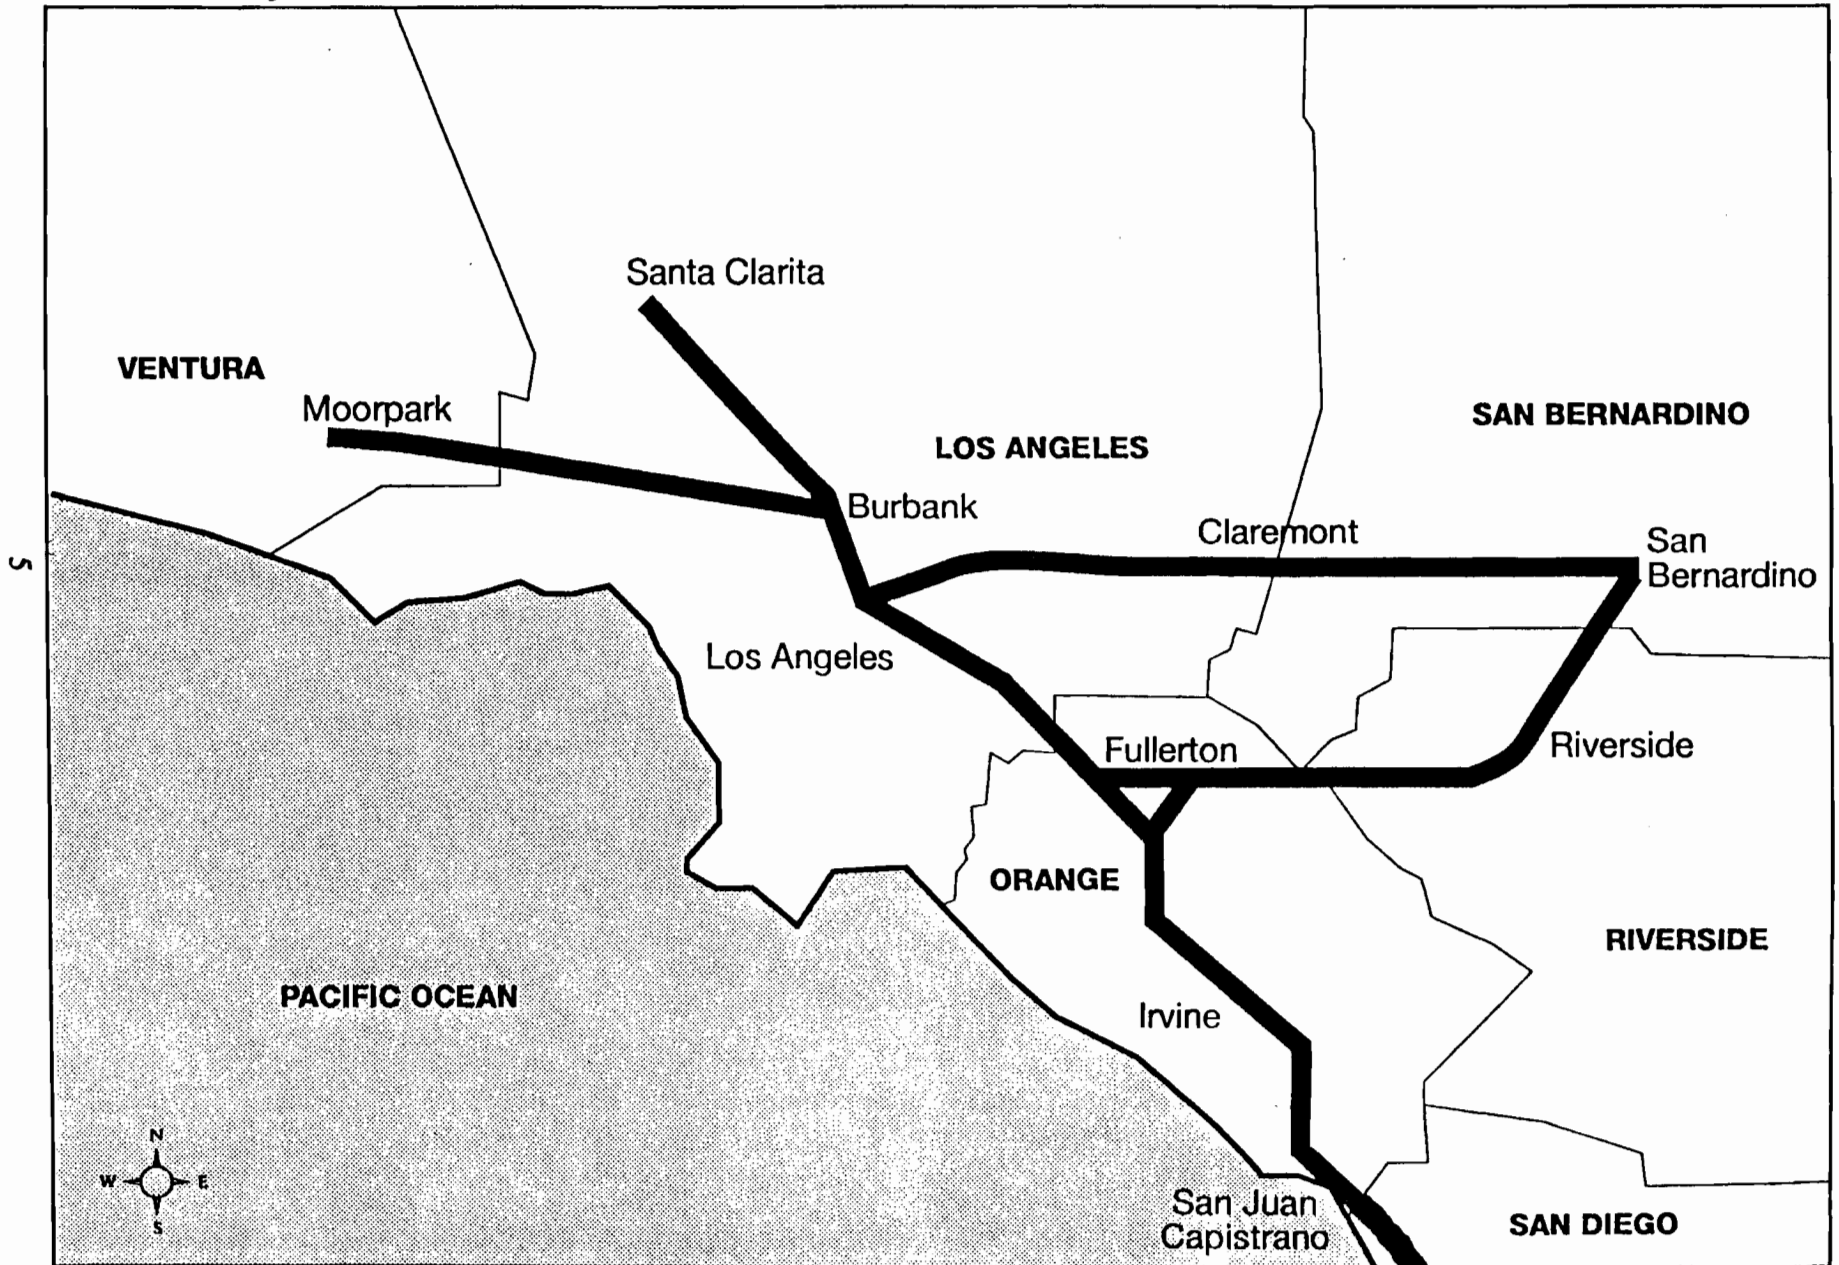 Santa Clarita
VENTURA
Moorpark
SAN BERNARDINO
LOS ANGELES
Burbank
Claremont
San
Bernardino
5
Los Angeles
Fullerton
Riverside
ORANGE
RIVERSIDE
PACIFIC OCEAN
Irvine
N
W E
S
San Juan
Capistrano
SAN DIEGO